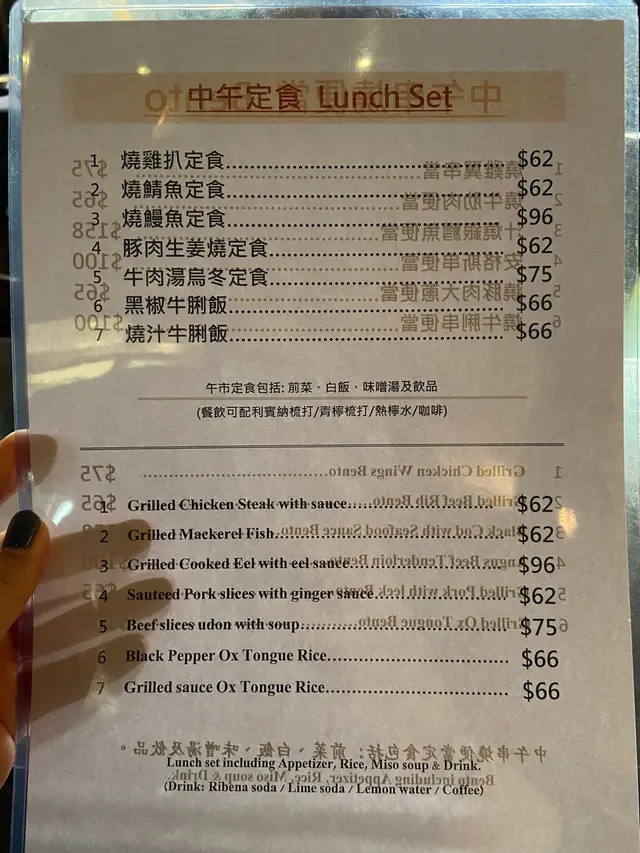 中午定食 Lunch Set
1 燒雞扒定食 $62
2 燒鯖魚定食 $62
3 燒鰻魚定食 $96
4 豚肉生姜燒定食 $62
5 牛肉湯烏冬定食 $75
6 黑椒牛脷飯 $66
7 燒汁牛脷飯 $66
午市定食包括: 前菜、白飯、味噌湯及飲品
(餐飲可配利賓納梳打/青檸梳打/熱檸水/咖啡)
1 Grilled Chicken Steak with sauce $62
2 Grilled Mackerel Fish $62
3 Grilled Cooked Eel with eel sauce $96
4 Sauteed Pork slices with ginger sauce $62
5 Beef slices udon with soup $75
6 Black Pepper Ox Tongue Rice $66
7 Grilled sauce Ox Tongue Rice $66
Lunch set including Appetizer, Rice, Miso soup & Drink.
(Drink: Ribena soda / Lime soda / Lemon water / Coffee)